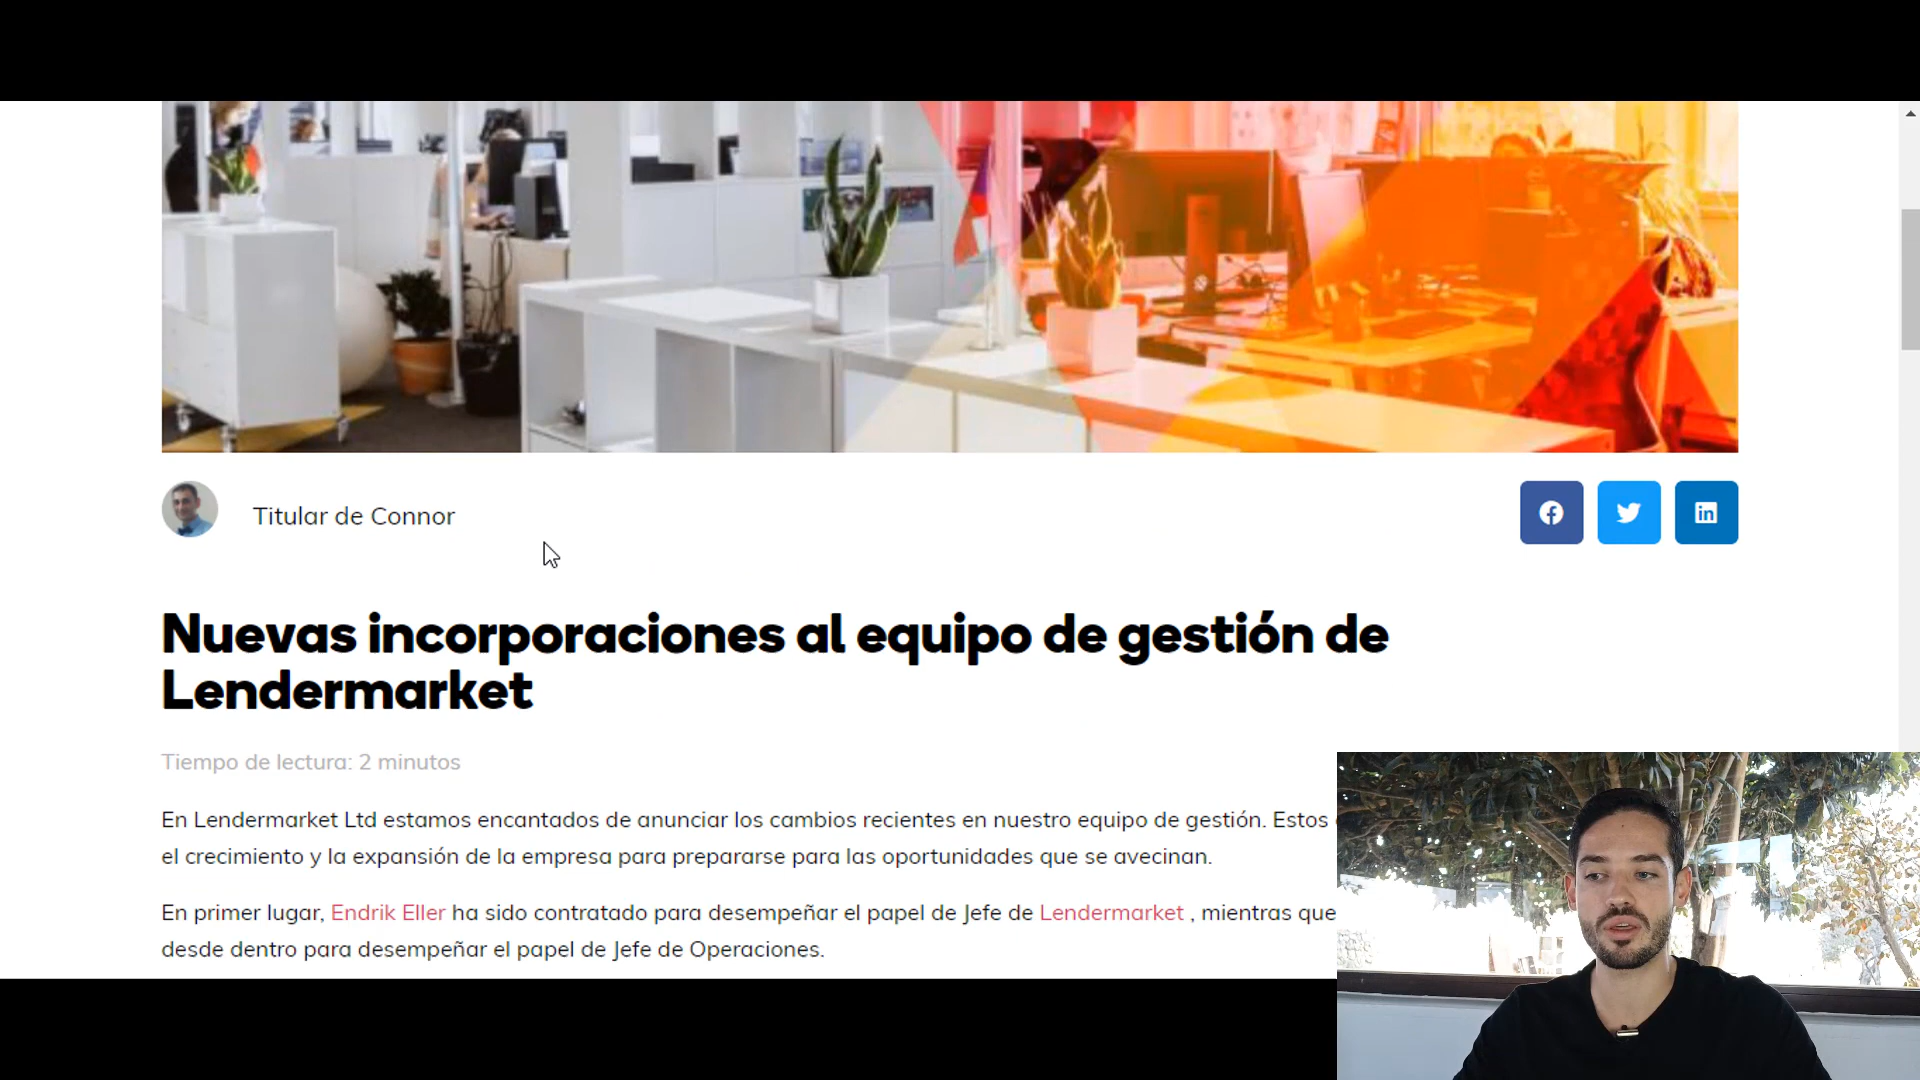 Titular de Connor
Nuevas incorporaciones al equipo de gestión de
Lendermarket
Tiempo de lectura: 2 minutos
En Lendermarket Ltd estamos encantados de anunciar los cambios recientes en nuestro equipo de gestión. Estos
el crecimiento y la expansión de la empresa para prepararse para las oportunidades que se avecinan.
En primer lugar, Endrik Eller ha sido contratado para desempeñar el papel de Jefe de Lendermarket , mientras que
desde dentro para desempeñar el papel de Jefe de Operaciones.